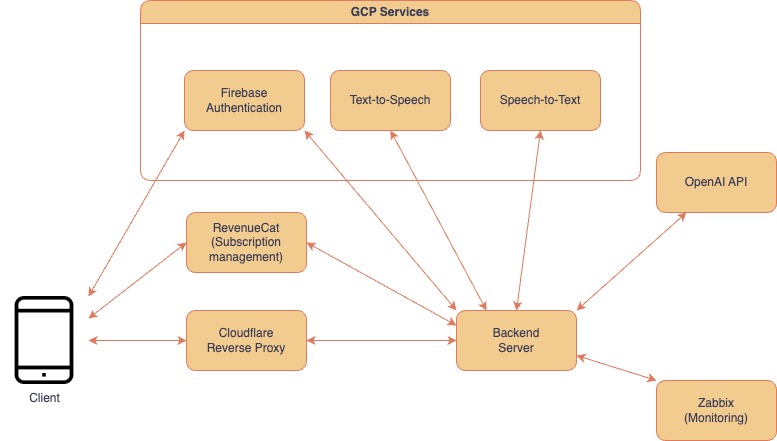 GCP Services
Firebase
Authentication
Text-to-Speech
Speech-to-Text
OpenAI API
RevenueCat
(Subscription
management)
Cloudflare
Reverse Proxy
Backend
Server
Client
Zabbix
(Monitoring)